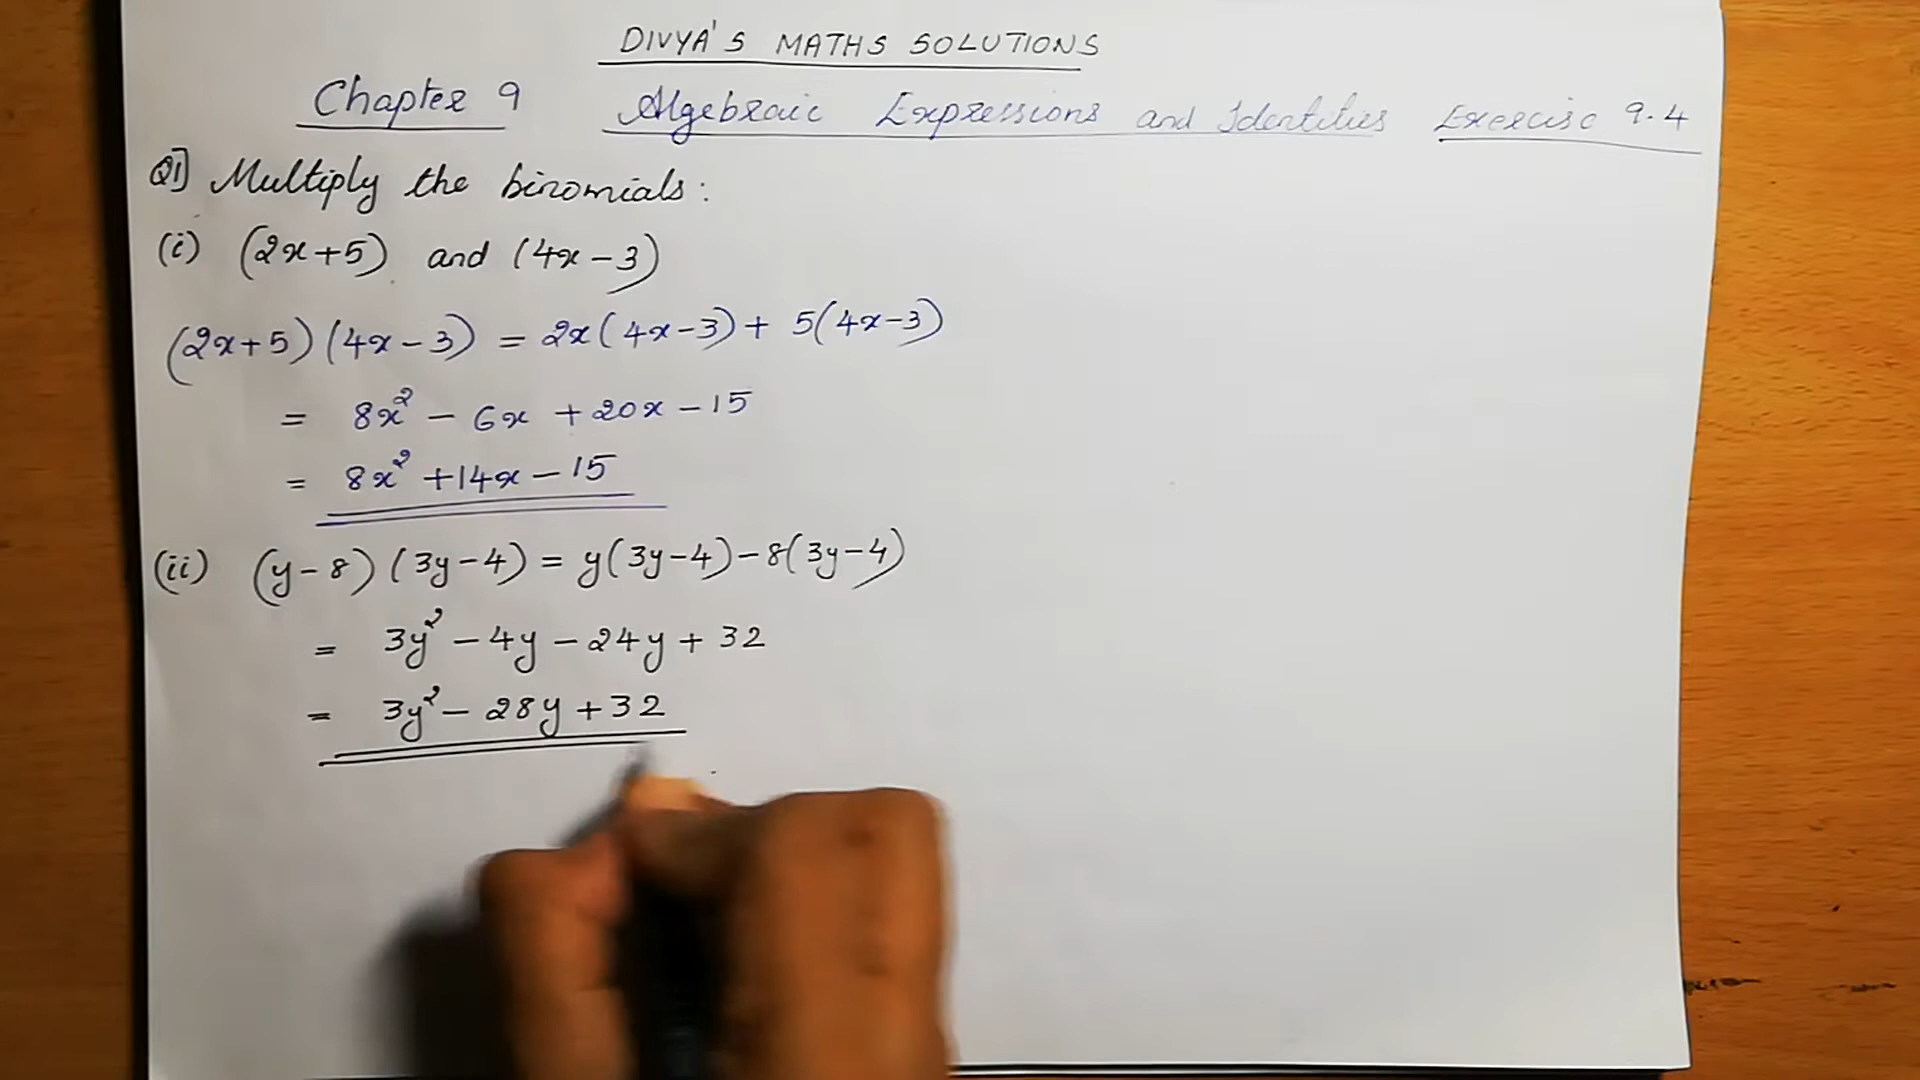 DIVYA'S MATHS SOLUTIONS
Chapter 9 Algebraic Expressions and Identities Exercise 9.4
Q1] Multiply the binomials:
(i) (2x+5) and (4x-3)
(2x+5)(4x-3) = 2x(4x-3)+ 5(4x-3)
= 8x² - 6x + 20x - 15
= 8x² +14x - 15
(ii) (y-8)(3y-4) = y(3y-4)-8(3y-4)
= 3y² - 4y - 24y + 32
= 3y² - 28y + 32